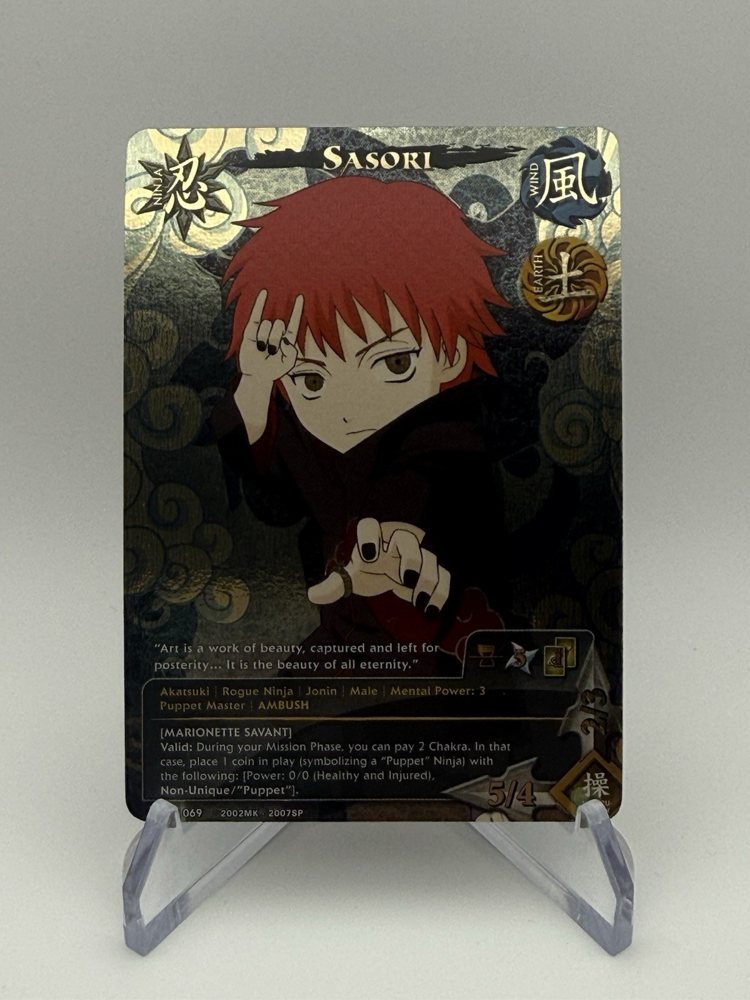 NINJA
忍
SASORI
WIND
風
EARTH
土
"Art is a work of beauty, captured and left for
posterity... It is the beauty of all eternity."
Akatsuki | Rogue Ninja | Jonin | Male | Mental Power: 3
Puppet Master | AMBUSH
[MARIONETTE SAVANT]
Valid: During your Mission Phase, you can pay 2 Chakra. In that
case, place 1 coin in play (symbolizing a "Puppet" Ninja) with
the following: [Power: 0/0 (Healthy and Injured),
Non-Unique/"Puppet"].
2/3
5/4
操
069 2002MK 2007SP